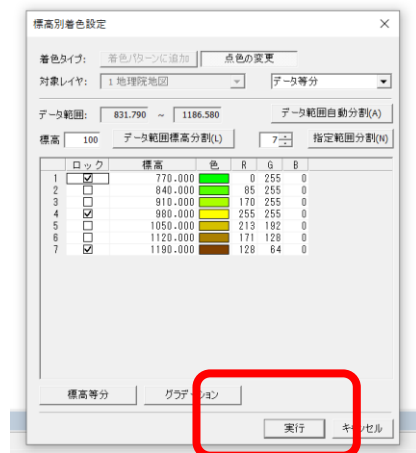 標高別着色設定 ×
着色タイプ: 着色パターンに追加 点色の変更
対象レイヤ: 1 地理院地図 データ等分
データ範囲: 831.790 ~ 1186.580 データ範囲自動分割(A)
標高 100 データ範囲標高分割(L) 7 指定範囲分割(N)
ロック 標高 色 R G B
1 770.000 0 255 0
2 840.000 85 255 0
3 910.000 170 255 0
4 980.000 255 255 0
5 1050.000 213 192 0
6 1120.000 171 128 0
7 1190.000 128 64 0
標高等分 グラデーション
実行 キャンセル